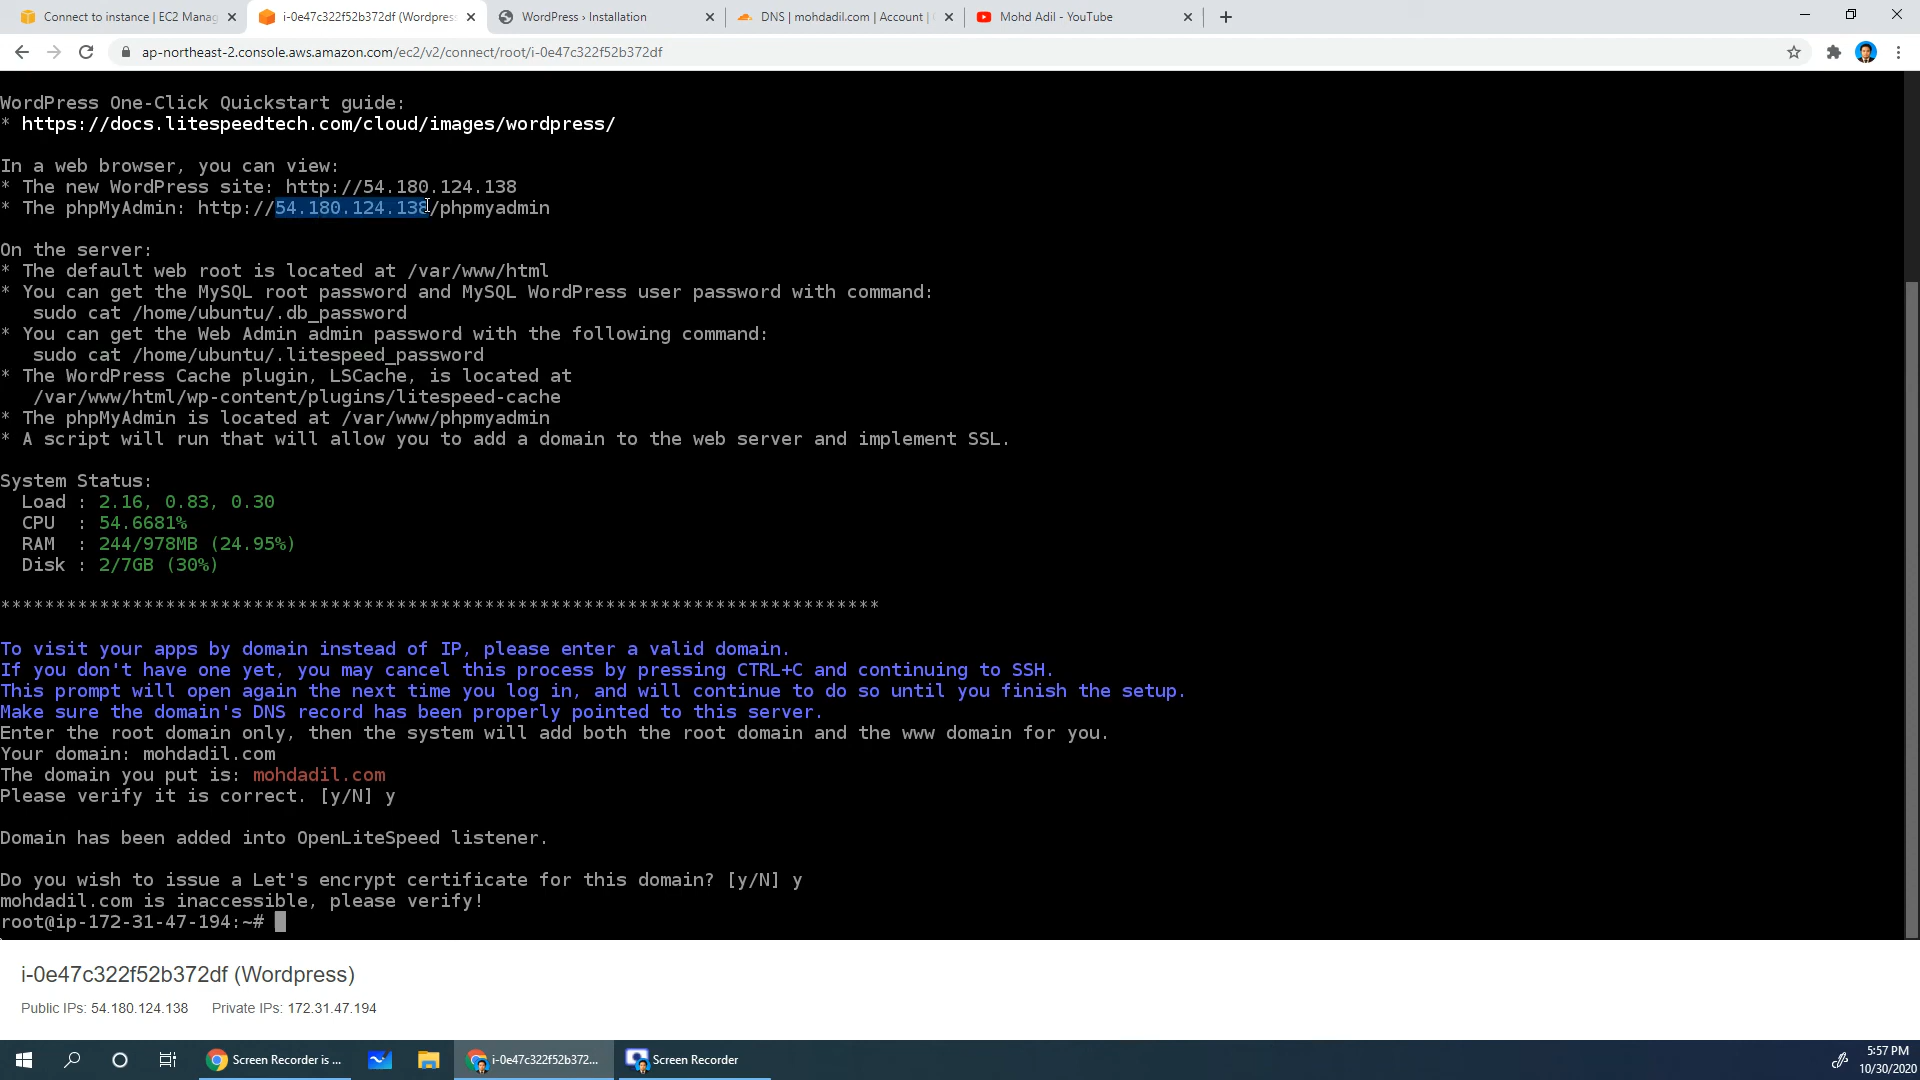 Connect to instance | EC2 Manag
i-0e47c322f52b372df (Wordpress
WordPress › Installation
DNS | mohdadil.com | Account |
Mohd Adil - YouTube
ap-northeast-2.console.aws.amazon.com/ec2/v2/connect/root/i-0e47c322f52b372df
WordPress One-Click Quickstart guide:
* https://docs.litespeedtech.com/cloud/images/wordpress/
In a web browser, you can view:
* The new WordPress site: http://54.180.124.138
* The phpMyAdmin: http://54.180.124.138/phpmyadmin
On the server:
* The default web root is located at /var/www/html
* You can get the MySQL root password and MySQL WordPress user password with command:
sudo cat /home/ubuntu/.db_password
* You can get the Web Admin admin password with the following command:
sudo cat /home/ubuntu/.litespeed_password
* The WordPress Cache plugin, LSCache, is located at
/var/www/html/wp-content/plugins/litespeed-cache
* The phpMyAdmin is located at /var/www/phpmyadmin
* A script will run that will allow you to add a domain to the web server and implement SSL.
System Status:
Load : 2.16, 0.83, 0.30
CPU : 54.6681%
RAM : 244/978MB (24.95%)
Disk : 2/7GB (30%)
********************************************************************************
To visit your apps by domain instead of IP, please enter a valid domain.
If you don't have one yet, you may cancel this process by pressing CTRL+C and continuing to SSH.
This prompt will open again the next time you log in, and will continue to do so until you finish the setup.
Make sure the domain's DNS record has been properly pointed to this server.
Enter the root domain only, then the system will add both the root domain and the www domain for you.
Your domain: mohdadil.com
The domain you put is: mohdadil.com
Please verify it is correct. [y/N] y
Domain has been added into OpenLiteSpeed listener.
Do you wish to issue a Let's encrypt certificate for this domain? [y/N] y
mohdadil.com is inaccessible, please verify!
root@ip-172-31-47-194:~#
i-0e47c322f52b372df (Wordpress)
Public IPs: 54.180.124.138 Private IPs: 172.31.47.194
Screen Recorder is ...
i-0e47c322f52b372...
Screen Recorder
5:57 PM
10/30/2020